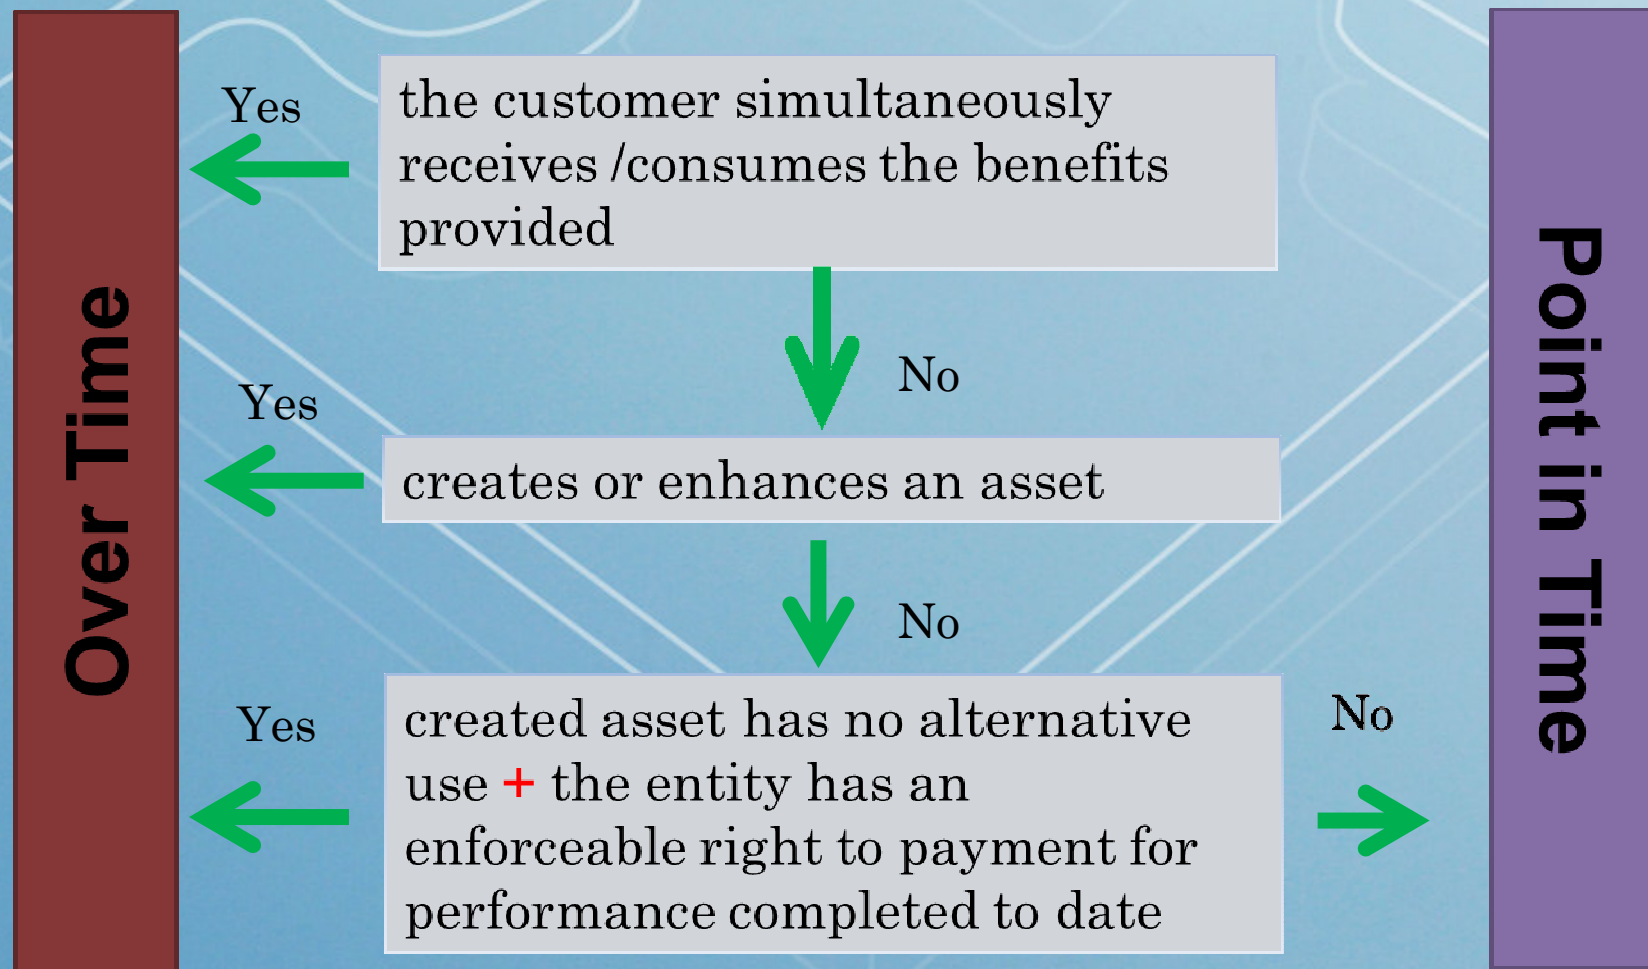 Over Time
Yes
the customer simultaneously
receives /consumes the benefits
provided
No
Yes
creates or enhances an asset
No
Yes
created asset has no alternative
use + the entity has an
enforceable right to payment for
performance completed to date
No
Point in Time